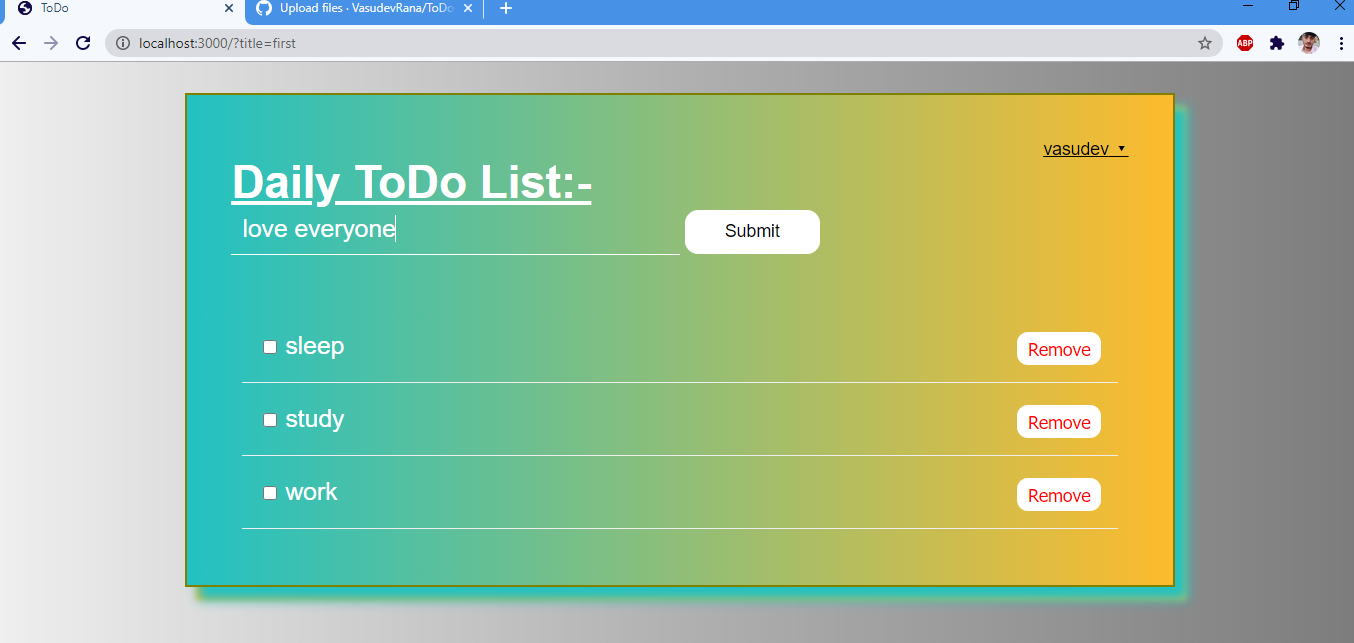 ToDo
Upload files · VasudevRana/ToDo
localhost:3000/?title=first
ABP
vasudev
Daily ToDo List:-
love everyone
Submit
sleep
Remove
study
Remove
work
Remove